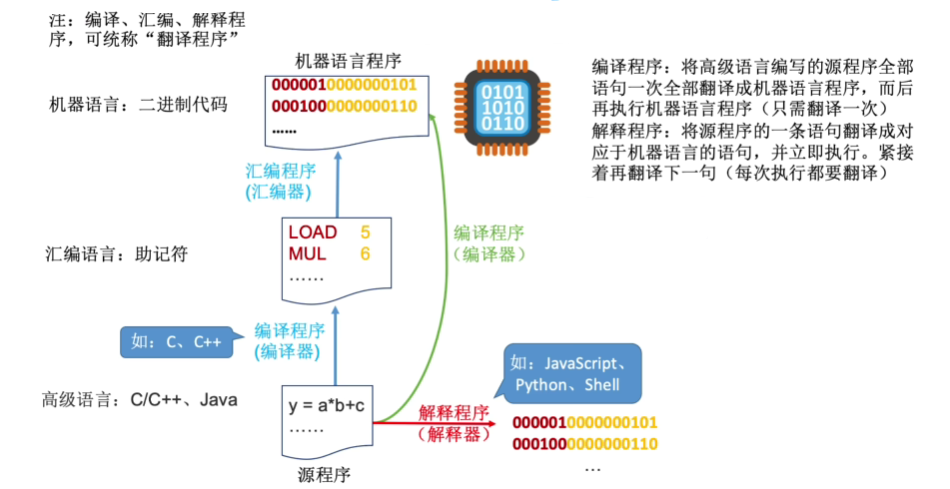 注：编译、汇编、解释程
序，可统称“翻译程序”
机器语言程序
机器语言：二进制代码
0000010000000101
0001000000000110
......
0101
1010
0110
编译程序：将高级语言编写的源程序全部
语句一次全部翻译成机器语言程序，而后
再执行机器语言程序（只需翻译一次）
解释程序：将源程序的一条语句翻译成对
应于机器语言的语句，并立即执行。紧接
着再翻译下一句（每次执行都要翻译）
汇编程序
(汇编器)
汇编语言：助记符
LOAD 5
MUL 6
......
编译程序
（编译器）
如：C、C++
编译程序
(编译器)
高级语言：C/C++、Java
y = a*b+c
......
源程序
如：JavaScript、
Python、Shell
解释程序
（解释器）
0000010000000101
0001000000000110
...